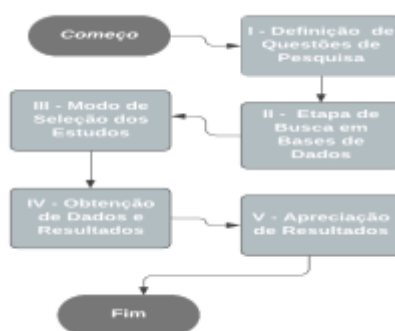 Começo
I - Definição de
Questões de
Pesquisa
II - Etapa de
Busca em
Bases de
Dados
III - Modo de
Seleção dos
Estudos
IV - Obtenção
de Dados e
Resultados
V - Apreciação
de Resultados
Fim